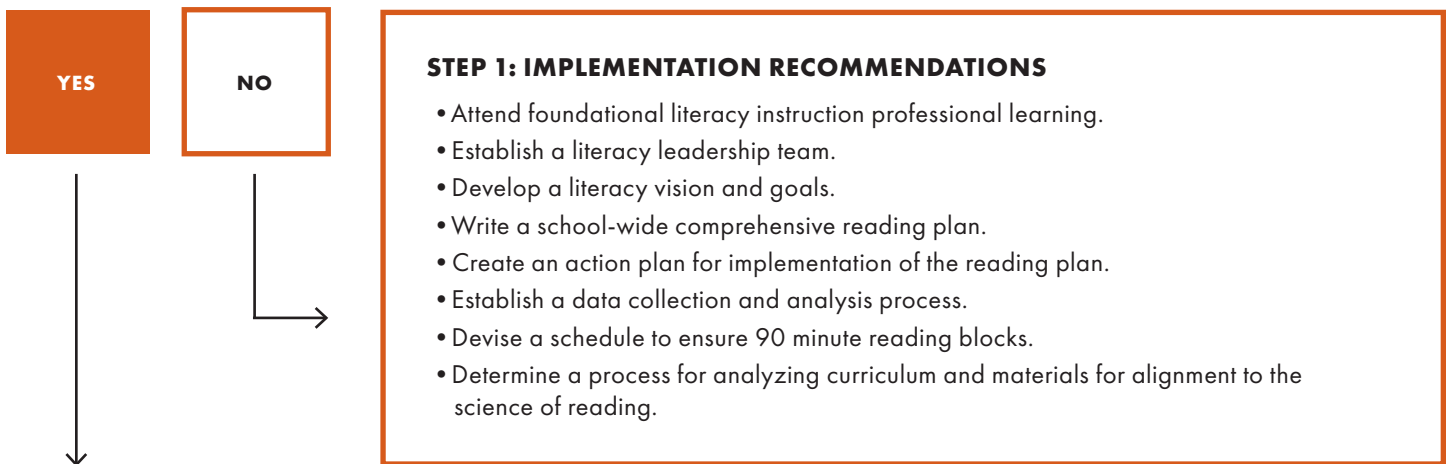 YES
NO
STEP 1: IMPLEMENTATION RECOMMENDATIONS
• Attend foundational literacy instruction professional learning.
• Establish a literacy leadership team.
• Develop a literacy vision and goals.
• Write a school-wide comprehensive reading plan.
• Create an action plan for implementation of the reading plan.
• Establish a data collection and analysis process.
• Devise a schedule to ensure 90 minute reading blocks.
• Determine a process for analyzing curriculum and materials for alignment to the
science of reading.